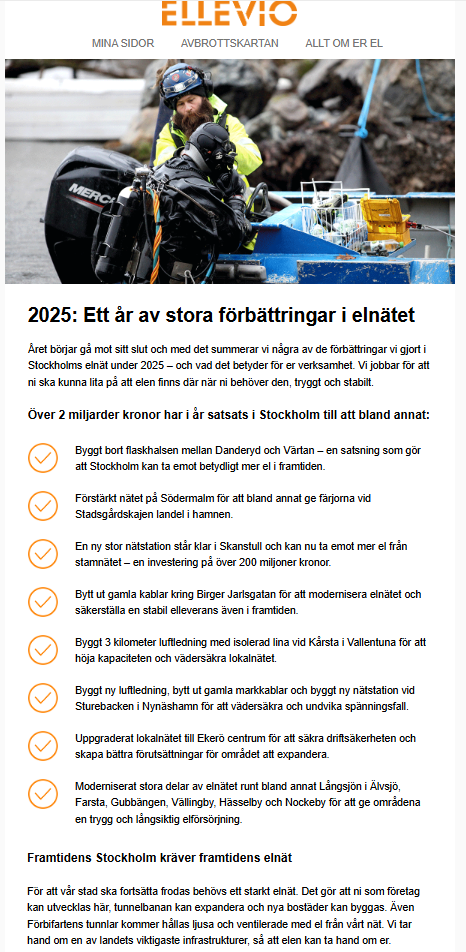 ELLEVIO
MINA SIDOR AVBROTTSKARTAN ALLT OM ER EL
MERC
2025: Ett år av stora förbättringar i elnätet
Året börjar gå mot sitt slut och med det summerar vi några av de förbättringar vi gjort i
Stockholms elnät under 2025 – och vad det betyder för er verksamhet. Vi jobbar för att
ni ska kunna lita på att elen finns där när ni behöver den, tryggt och stabilt.
Över 2 miljarder kronor har i år satsats i Stockholm till att bland annat:
Byggt bort flaskhalsen mellan Danderyd och Värtan – en satsning som gör
att Stockholm kan ta emot betydligt mer el i framtiden.
Förstärkt nätet på Södermalm för att bland annat ge färjorna vid
Stadsgårdskajen landel i hamnen.
En ny stor nätstation står klar i Skanstull och kan nu ta emot mer el från
stamnätet – en investering på över 200 miljoner kronor.
Bytt ut gamla kablar kring Birger Jarlsgatan för att modernisera elnätet och
säkerställa en stabil elleverans även i framtiden.
Byggt 3 kilometer luftledning med isolerad lina vid Kårsta i Vallentuna för att
höja kapaciteten och vädersäkra lokalnätet.
Byggt ny luftledning, bytt ut gamla markkablar och byggt ny nätstation vid
Sturebacken i Nynäshamn för att vädersäkra och undvika spänningsfall.
Uppgraderat lokalnätet till Ekerö centrum för att säkra driftsäkerheten och
skapa bättra förutsättningar för området att expandera.
Moderniserat stora delar av elnätet runt bland annat Långsjön i Älvsjö,
Farsta, Gubbängen, Vällingby, Hässelby och Nockeby för att ge områdena
en trygg och långsiktig elförsörjning.
Framtidens Stockholm kräver framtidens elnät
För att vår stad ska fortsätta frodas behövs ett starkt elnät. Det gör att ni som företag
kan utvecklas här, tunnelbanan kan expandera och nya bostäder kan byggas. Även
Förbifartens tunnlar kommer hållas ljusa och ventilerade med el från vårt nät. Vi tar
hand om en av landets viktigaste infrastrukturer, så att elen kan ta hand om er.